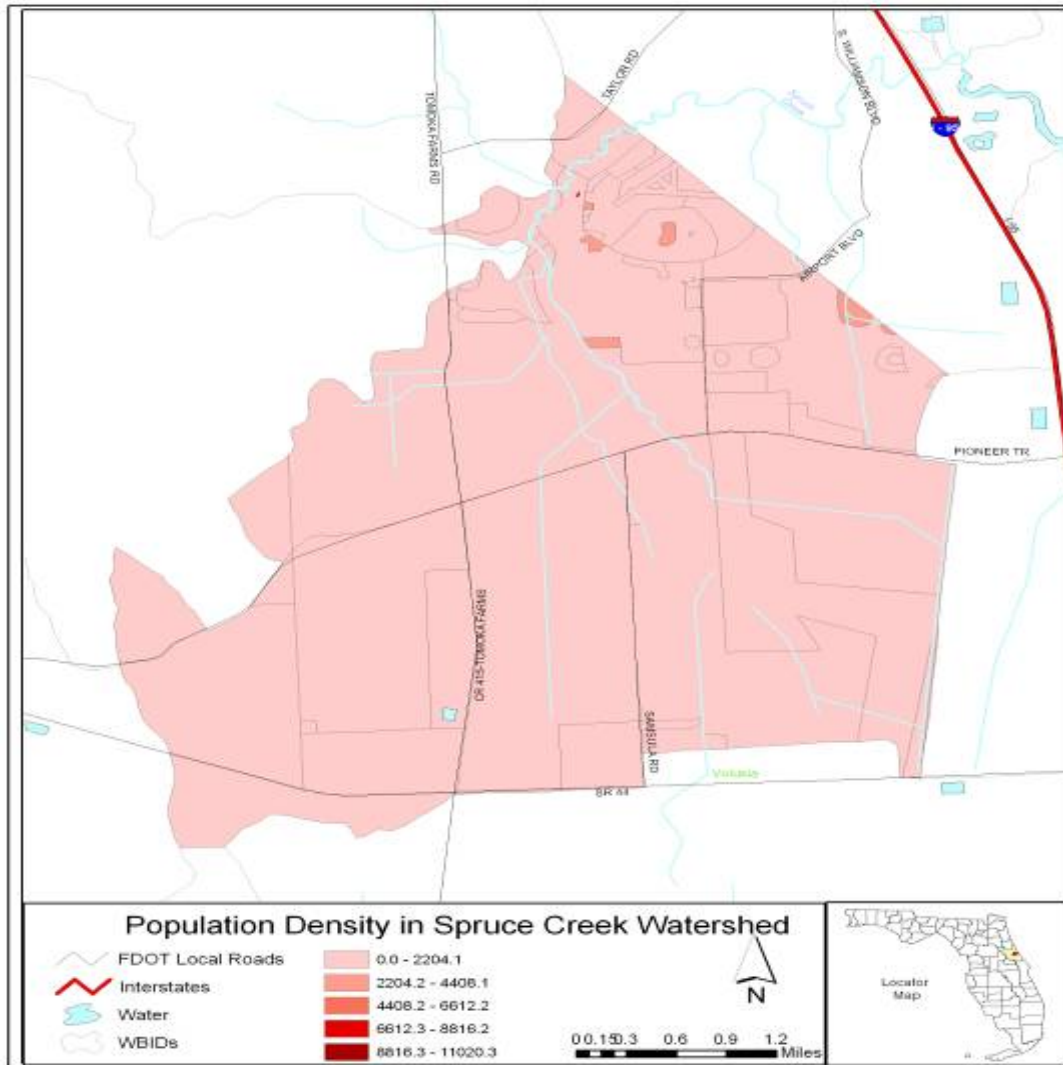 TAYLOR RD
S WILLIAMSON BLVD
TOMOKA FARMS RD
I-95
AIRPORT BLVD
PIONEER TR
CR 415-TOMOKA FARMS
SAMSULA RD
Volusia
SR 44
Population Density in Spruce Creek Watershed
FDOT Local Roads
Interstates
Water
WBIDs
0.0 - 2204.1
2204.2 - 4408.1
4408.2 - 6612.2
6612.3 - 8816.2
8816.3 - 11020.3
N
0 0.15 0.3 0.6 0.9 1.2
Miles
Locator
Map